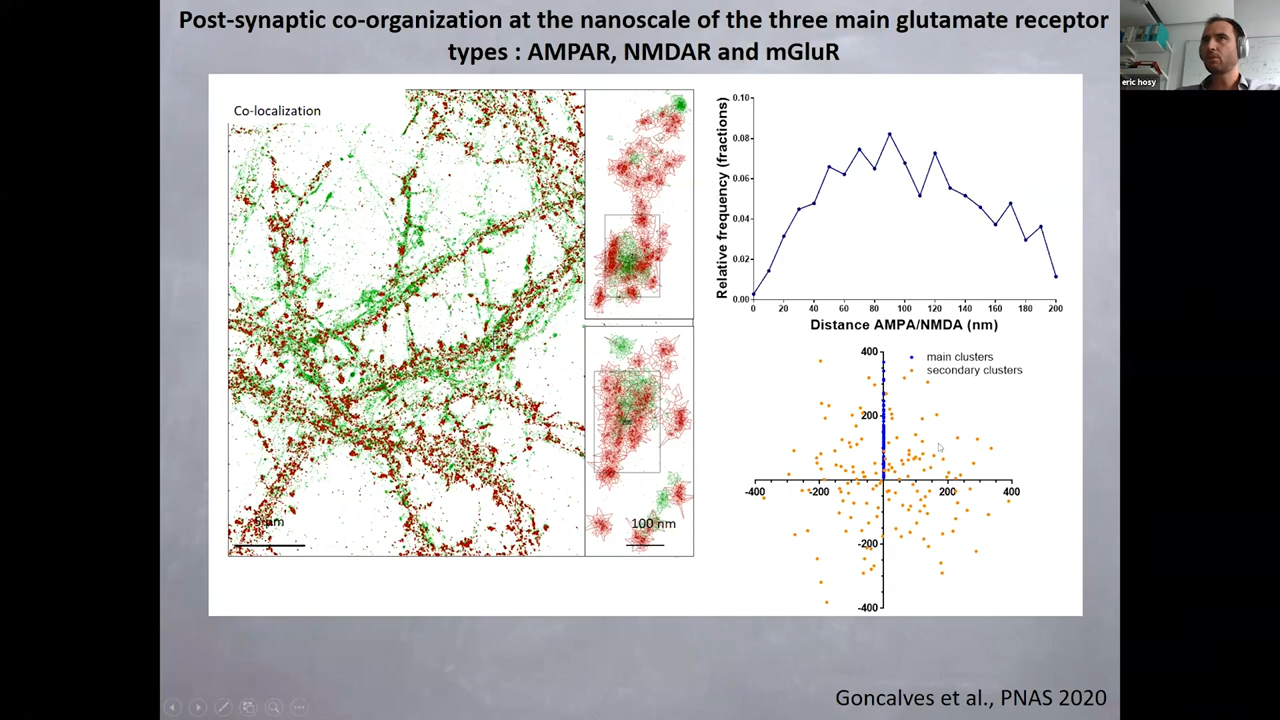 Post-synaptic co-organization at the nanoscale of the three main glutamate receptor
types : AMPAR, NMDAR and mGluR
eric hosy
Co-localization
100 nm
Relative frequency (fractions)
0.10
0.08
0.06
0.04
0.02
0.00
0 20 40 60 80 100 120 140 160 180 200
Distance AMPA/NMDA (nm)
main clusters
secondary clusters
400
200
-400 -200 200 400
-200
-400
Goncalves et al., PNAS 2020